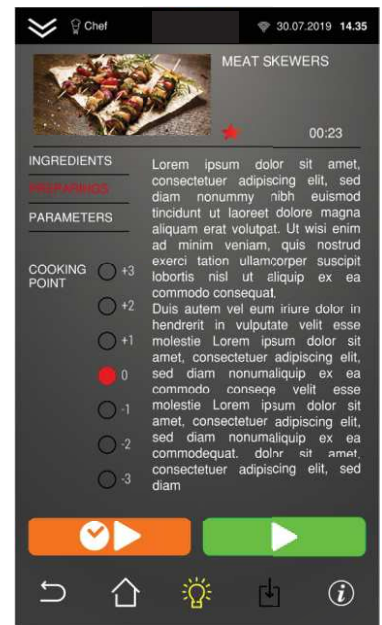 Chef
30.07.2019 14.35
MEAT SKEWERS
00:23
INGREDIENTS
PREPARINGS
PARAMETERS
COOKING
POINT
+3
+2
+1
0
-1
-2
-3
Lorem ipsum dolor sit amet,
consectetuer adipiscing elit, sed
diam nonummy nibh euismod
tincidunt ut laoreet dolore magna
aliquam erat volutpat. Ut wisi enim
ad minim veniam, quis nostrud
exerci tation ullamcorper suscipit
lobortis nisl ut aliquip ex ea
commodo consequat.
Duis autem vel eum iriure dolor in
hendrerit in vulputate velit esse
molestie Lorem ipsum dolor sit
amet, consectetuer adipiscing elit,
sed diam nonumaliquip ex ea
commodo conseqe velit esse
molestie Lorem ipsum dolor sit
amet, consectetuer adipiscing elit,
sed diam nonumaliquip ex ea
commodequat. dolor sit amet,
consectetuer adipiscing elit, sed
diam
i